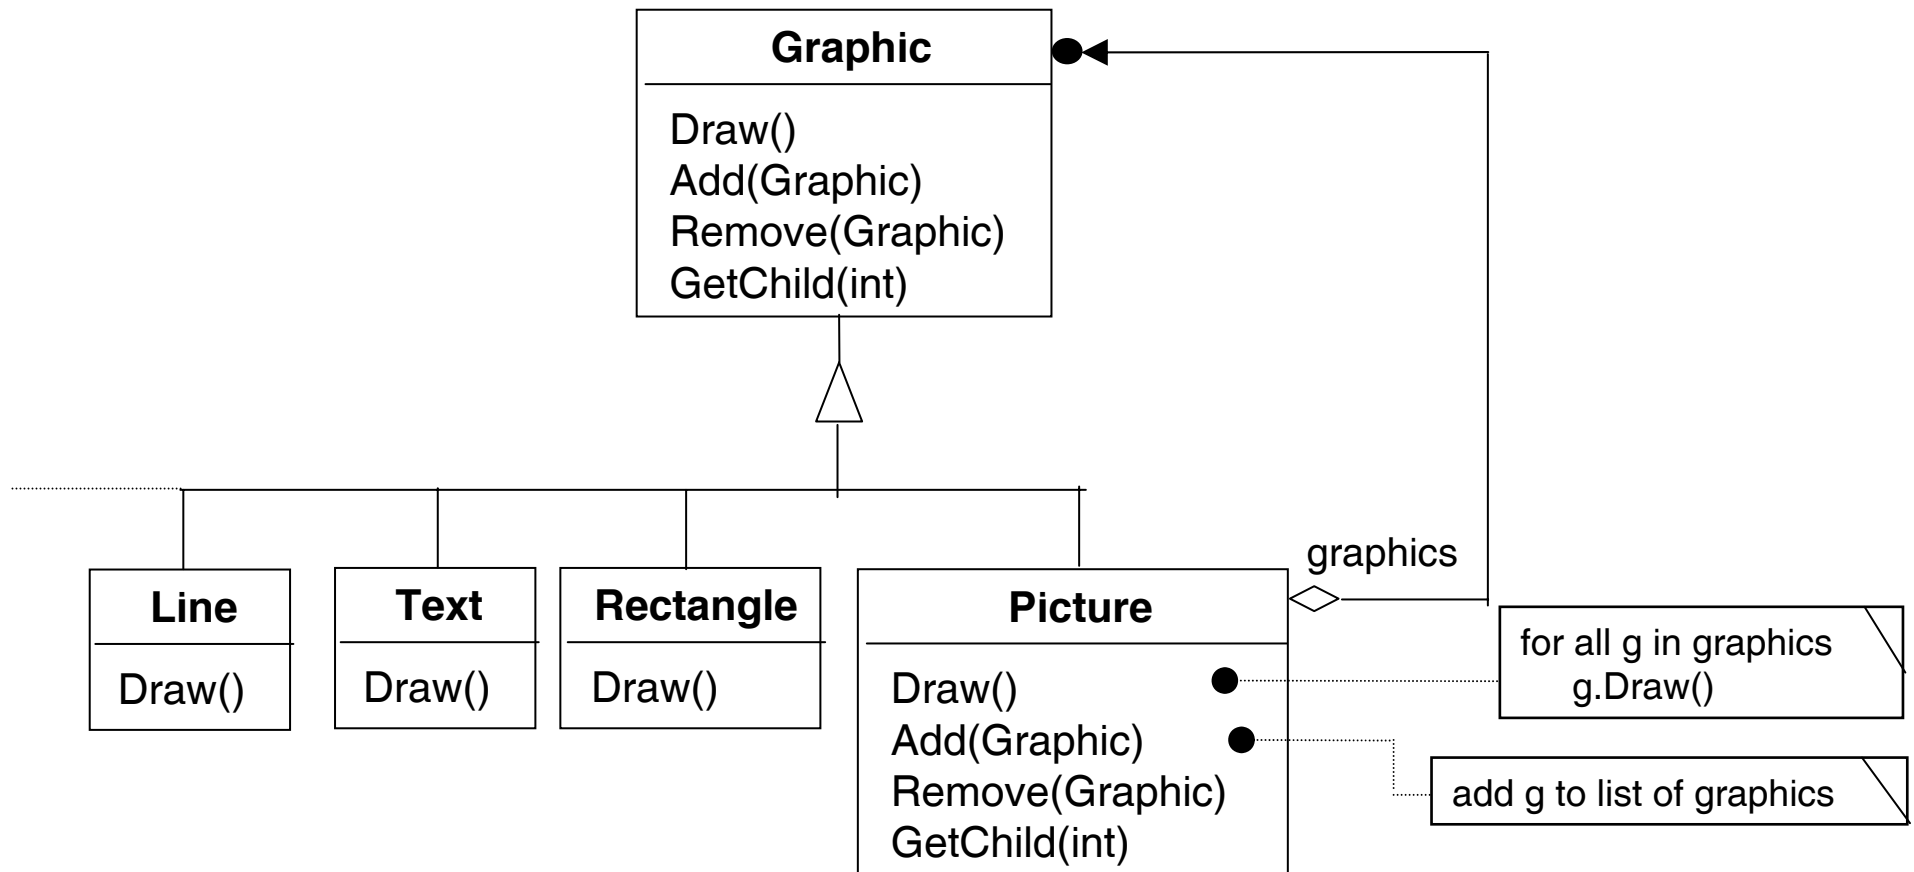 Graphic
Draw()
Add(Graphic)
Remove(Graphic)
GetChild(int)
graphics
Line
Draw()
Text
Draw()
Rectangle
Draw()
Picture
Draw()
Add(Graphic)
Remove(Graphic)
GetChild(int)
for all g in graphics
g.Draw()
add g to list of graphics